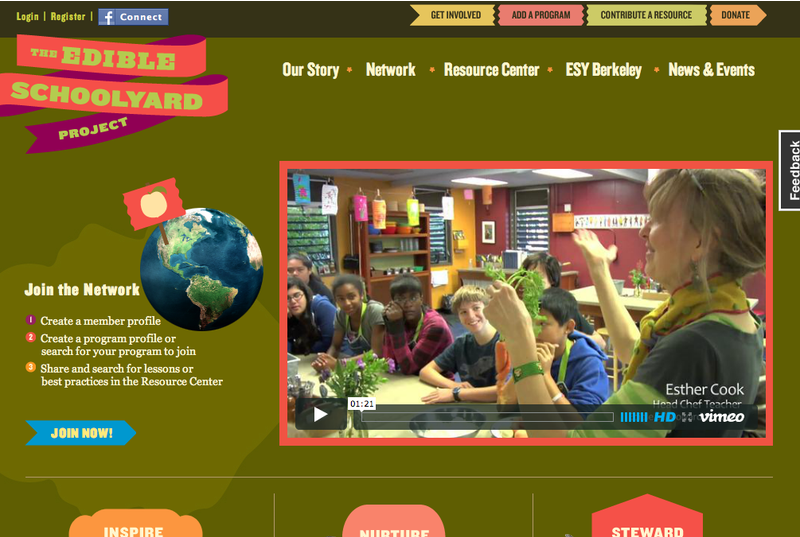 Login | Register | f Connect
GET INVOLVED
ADD A PROGRAM
CONTRIBUTE A RESOURCE
DONATE
THE EDIBLE
SCHOOLYARD
PROJECT
Our Story
Network
Resource Center
ESY Berkeley
News & Events
Feedback
Join the Network
1 Create a member profile
2 Create a program profile or
search for your program to join
3 Share and search for lessons or
best practices in the Resource Center
JOIN NOW!
Esther Cook
Head Chef Teacher
01:21
HD vimeo
INSPIRE
NURTURE
STEWARD